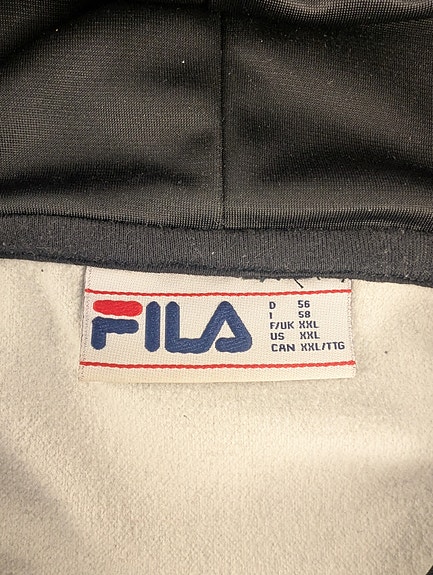 FILA
D 56
I 58
F/UK XXL
US XXL
CAN XXL/TTG